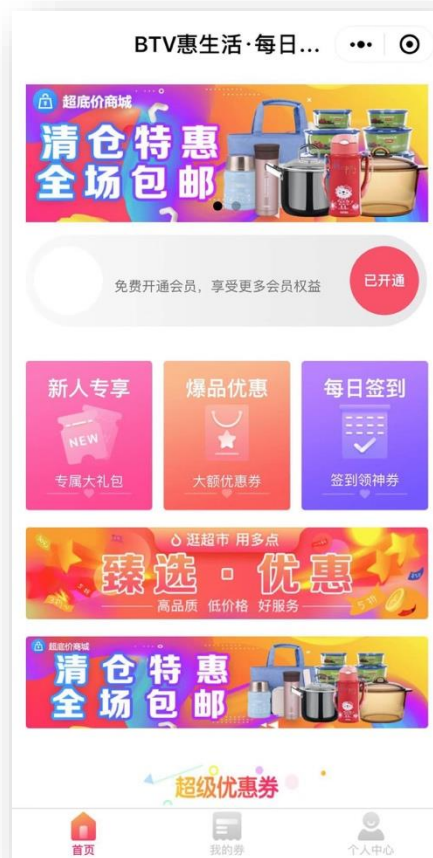 BTV惠生活·每日...
超底价商城
清仓特惠
全场包邮
免费开通会员，享受更多会员权益
已开通
新人专享
NEW
专属大礼包
爆品优惠
大额优惠券
每日签到
签到领神券
逛超市 用多点
臻选·优惠
高品质 低价格 好服务
超底价商城
清仓特惠
全场包邮
超级优惠券
首页
我的券
个人中心